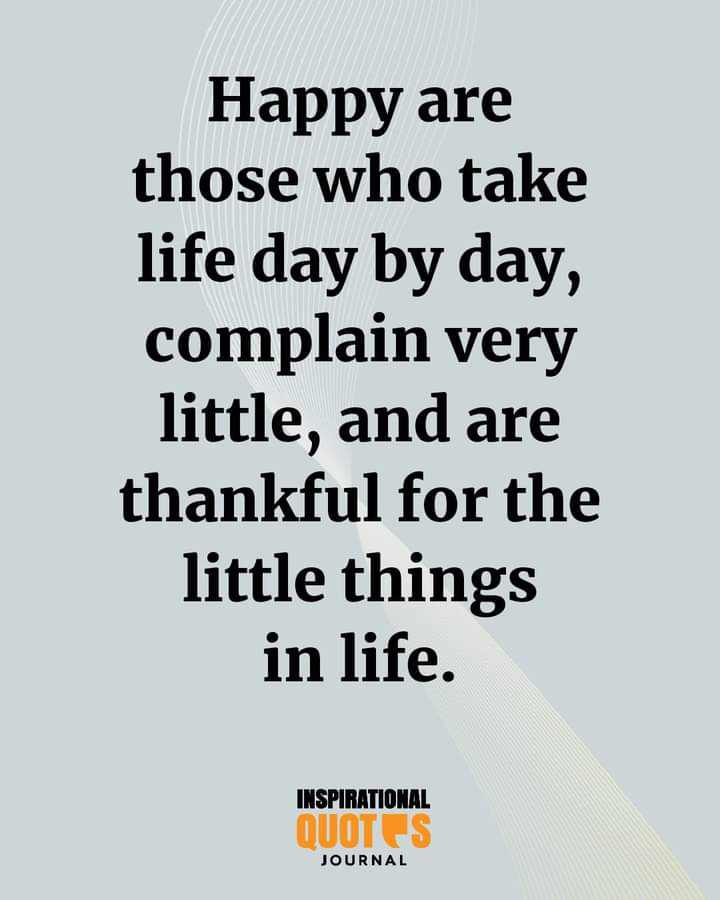 Happy are
those who take
life day by day,
complain very
little, and are
thankful for the
little things
in life.
INSPIRATIONAL
QUOTES
JOURNAL